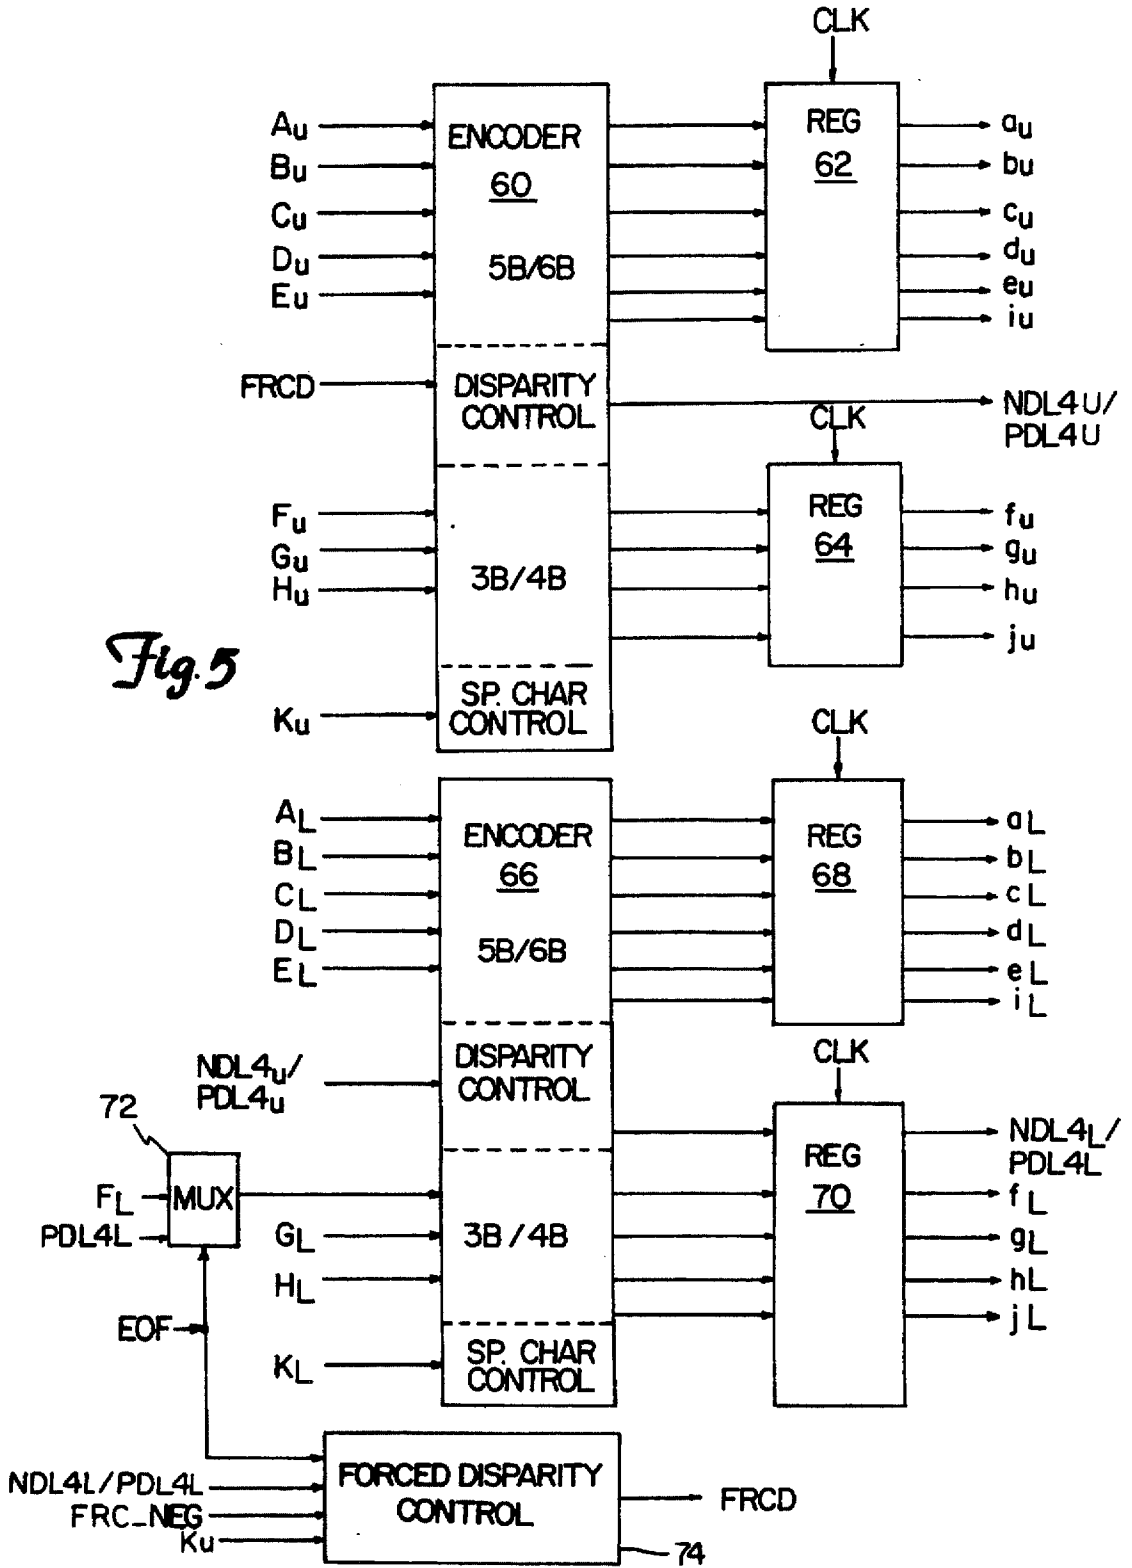 CLK
Au
Bu
Cu
Du
Eu
ENCODER
60
5B/6B
REG
62
au
bu
cu
du
eu
iu
FRCD
DISPARITY
CONTROL
NDL4U/
PDL4U
CLK
Fu
Gu
Hu
3B/4B
REG
64
fu
gu
hu
ju
Fig. 5
Ku
SP. CHAR
CONTROL
CLK
AL
BL
CL
DL
EL
ENCODER
66
5B/6B
REG
68
aL
bL
cL
dL
eL
iL
NDL4u/
PDL4u
DISPARITY
CONTROL
CLK
72
MUX
FL
PDL4L
GL
HL
3B/4B
REG
70
NDL4L/
PDL4L
fL
gL
hL
jL
EOF
KL
SP. CHAR
CONTROL
NDL4L/PDL4L
FRC_NEG
Ku
FORCED DISPARITY
CONTROL
FRCD
74